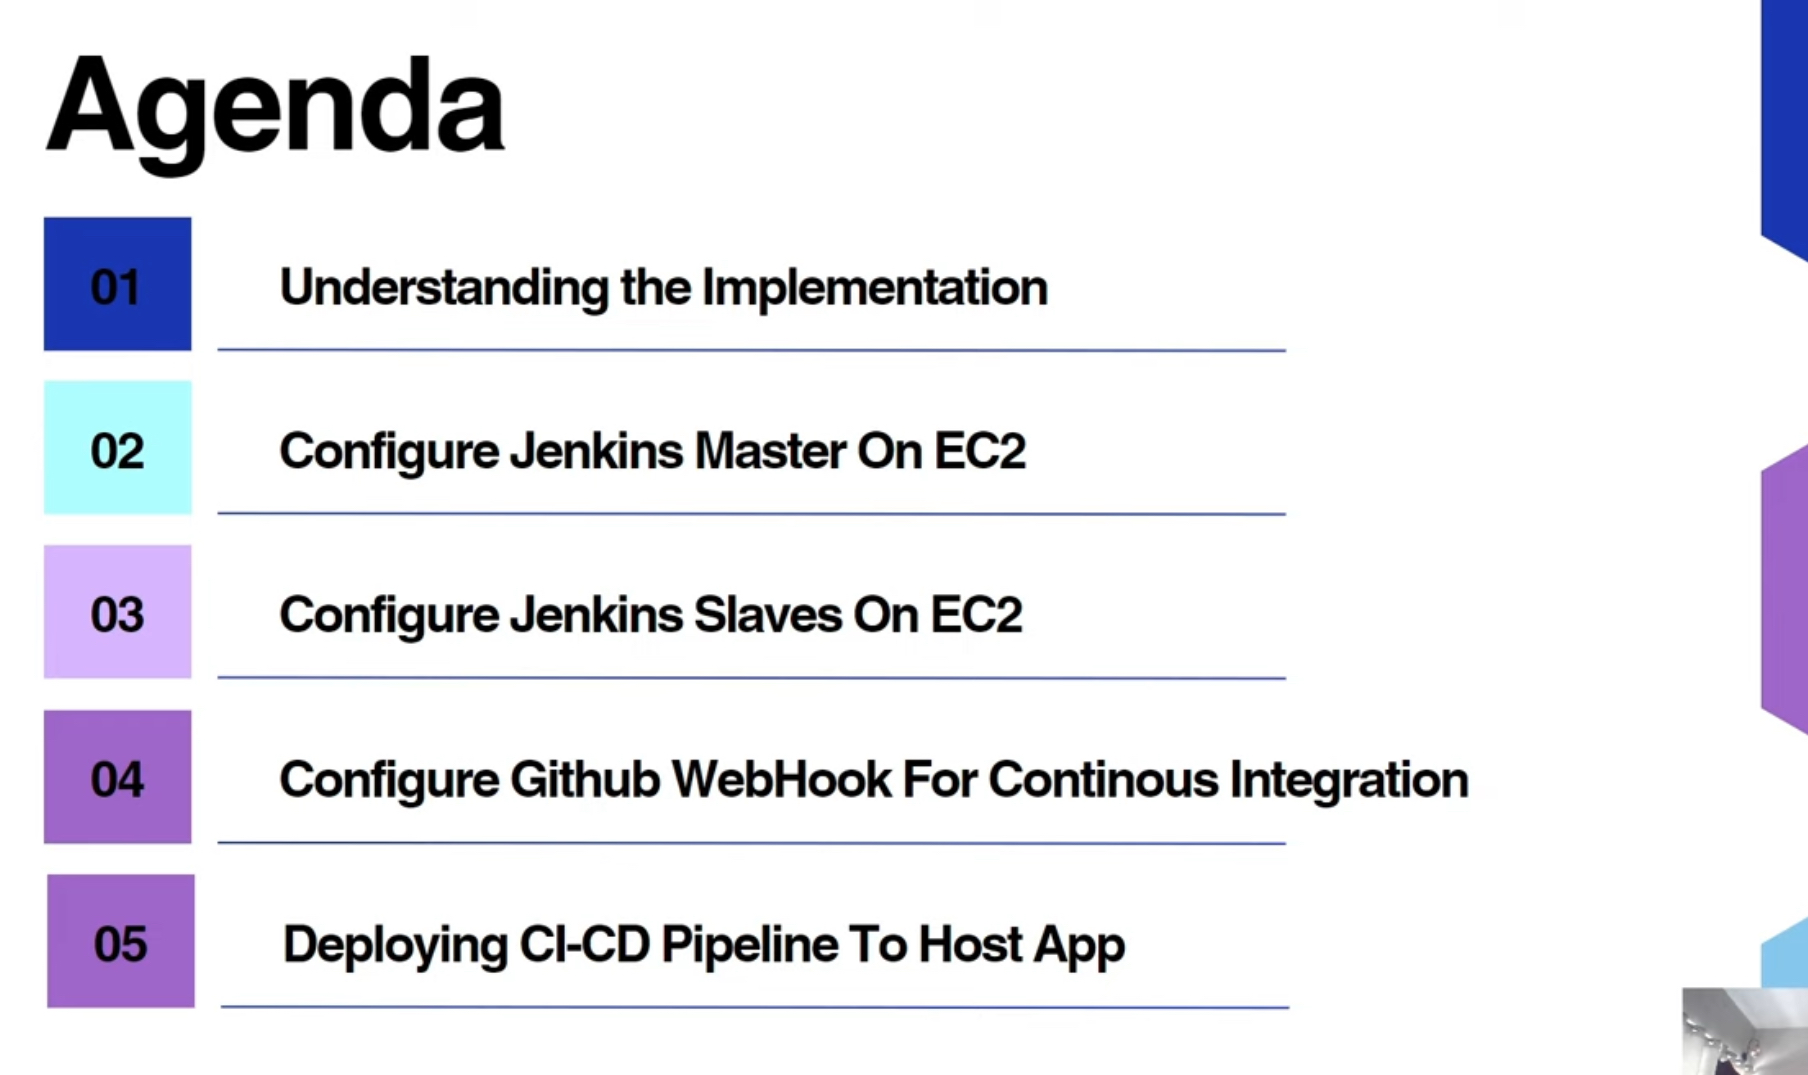 Agenda
01
Understanding the Implementation
02
Configure Jenkins Master On EC2
03
Configure Jenkins Slaves On EC2
04
Configure Github WebHook For Continous Integration
05
Deploying CI-CD Pipeline To Host App